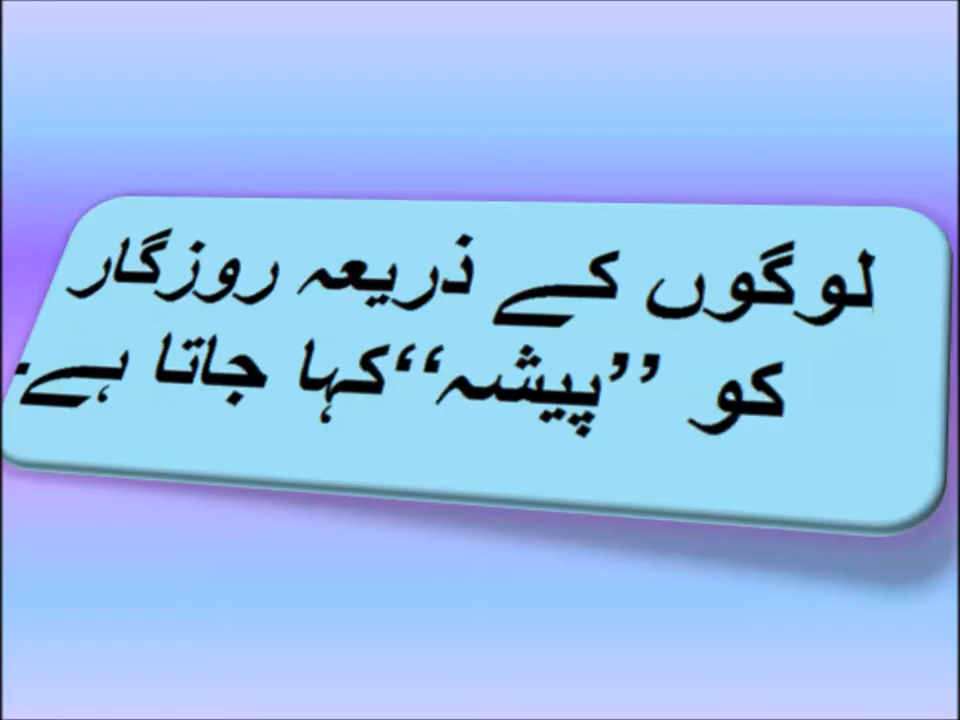 لوگوں کے ذریعہ روزگار
کو ”پیشہ“کہا جاتا ہے۔